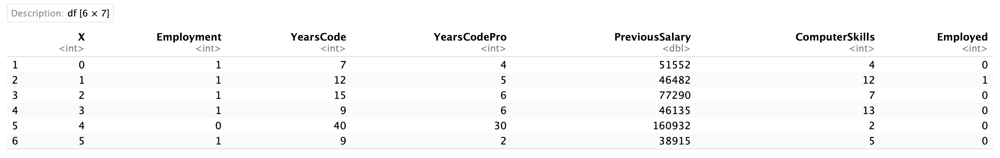 Description: df [6 × 7]
X Employment YearsCode YearsCodePro PreviousSalary ComputerSkills Employed
<int> <int> <int> <int> <dbl> <int> <int>
1 0 1 7 4 51552 4 0
2 1 1 12 5 46482 12 1
3 2 1 15 6 77290 7 0
4 3 1 9 6 46135 13 0
5 4 0 40 30 160932 2 0
6 5 1 9 2 38915 5 0